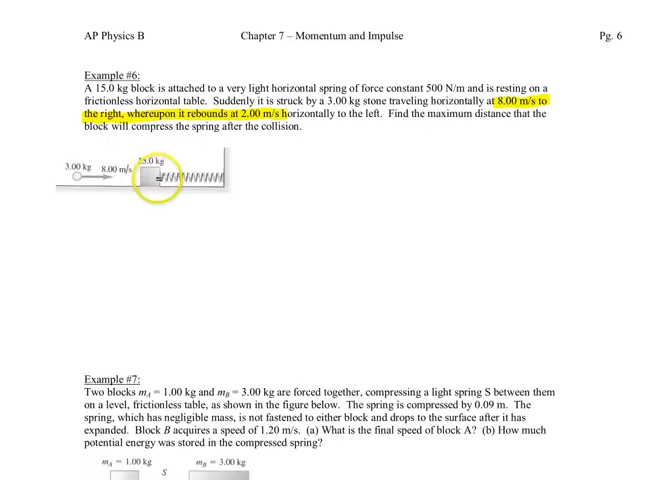 AP Physics B Chapter 7 – Momentum and Impulse Pg. 6
Example #6:
A 15.0 kg block is attached to a very light horizontal spring of force constant 500 N/m and is resting on a
frictionless horizontal table. Suddenly it is struck by a 3.00 kg stone traveling horizontally at 8.00 m/s to
the right, whereupon it rebounds at 2.00 m/s horizontally to the left. Find the maximum distance that the
block will compress the spring after the collision.
15.0 kg
3.00 kg 8.00 m/s
Example #7:
Two blocks mA = 1.00 kg and mB = 3.00 kg are forced together, compressing a light spring S between them
on a level, frictionless table, as shown in the figure below. The spring is compressed by 0.09 m. The
spring, which has negligible mass, is not fastened to either block and drops to the surface after it has
expanded. Block B acquires a speed of 1.20 m/s. (a) What is the final speed of block A? (b) How much
potential energy was stored in the compressed spring?
mA = 1.00 kg mB = 3.00 kg
S